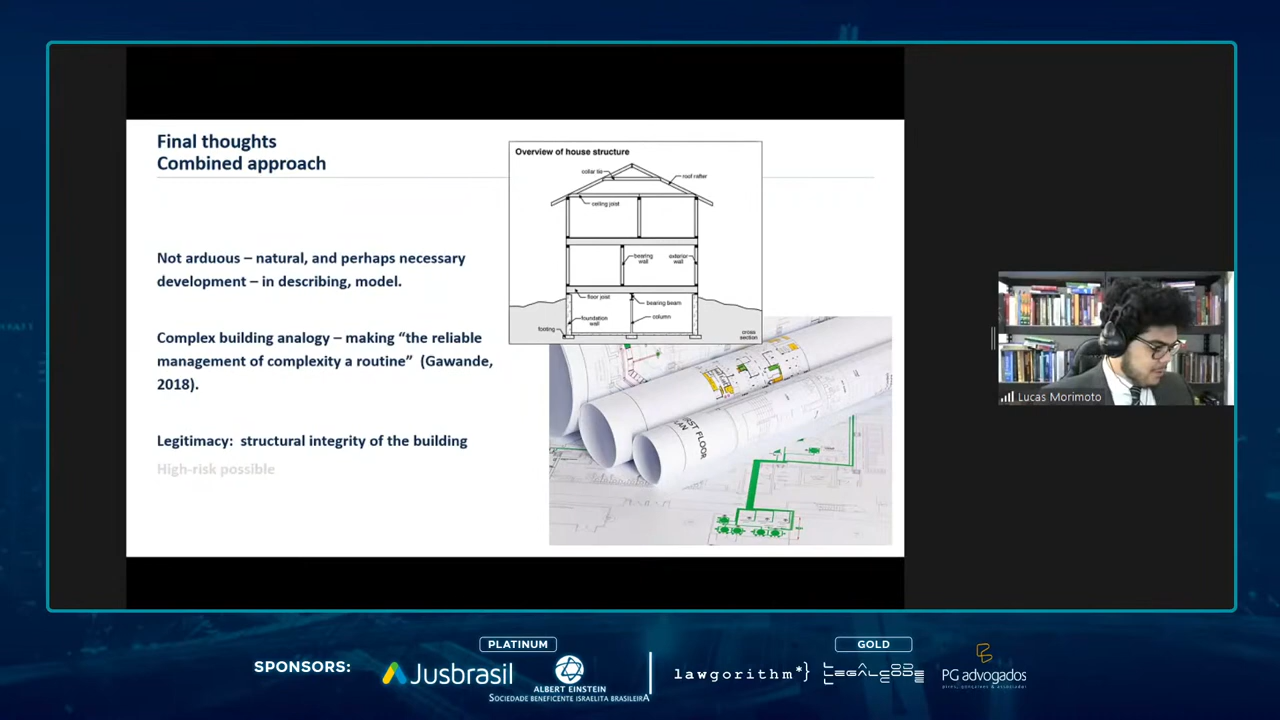 Final thoughts
Combined approach
Overview of house structure
collar tie
roof rafter
ceiling joist
bearing
wall
exterior
wall
floor joist
bearing beam
foundation
wall
column
footing
cross
section
Not arduous – natural, and perhaps necessary
development – in describing, model.
Complex building analogy – making “the reliable
management of complexity a routine” (Gawande,
2018).
Legitimacy: structural integrity of the building
High-risk possible
PLAN
Lucas Morimoto
SPONSORS:
PLATINUM
Jusbrasil
ALBERT EINSTEIN
SOCIEDADE BENEFICENTE ISRAELITA BRASILEIRA
lawgorithm*}
GOLD
LEGALCODE
PG advogados